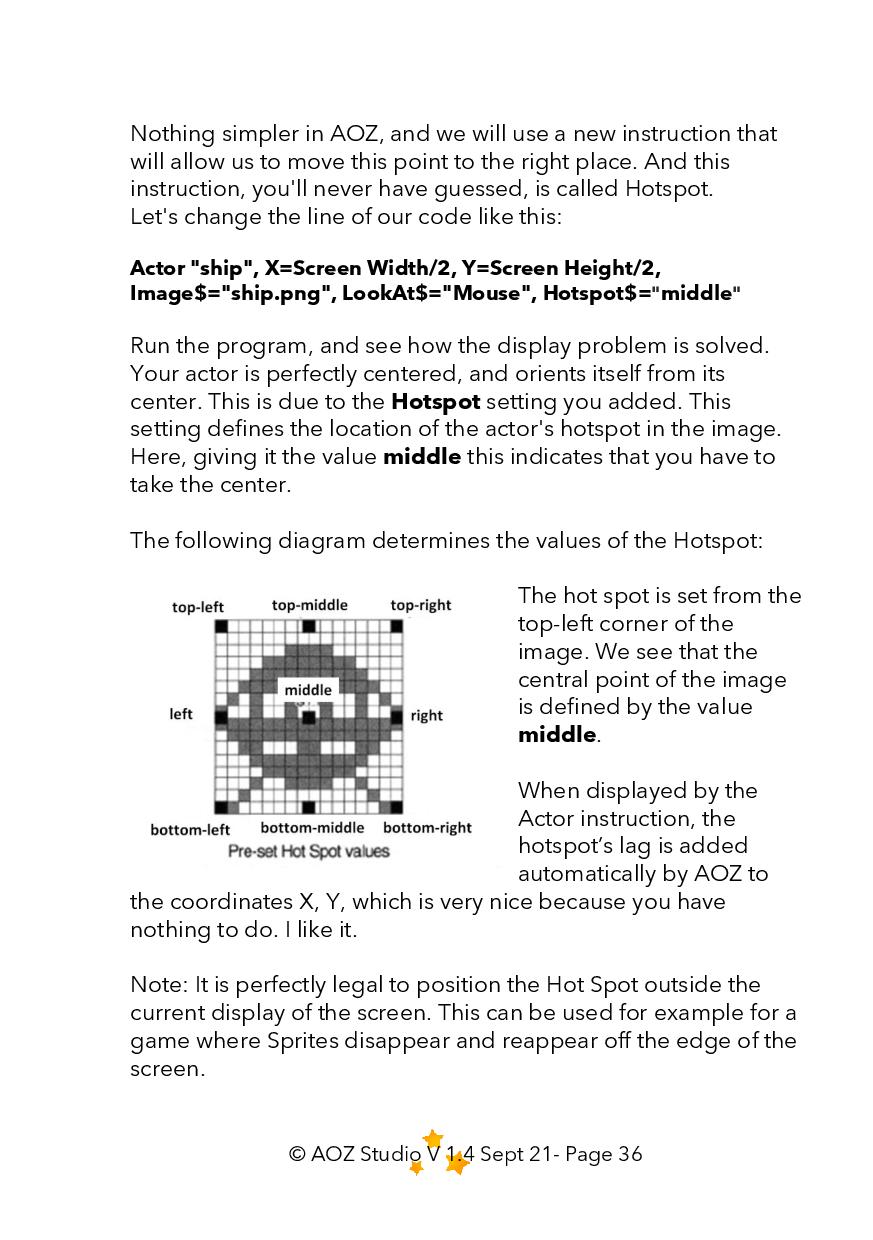 Nothing simpler in AOZ, and we will use a new instruction that
will allow us to move this point to the right place. And this
instruction, you'll never have guessed, is called Hotspot.
Let's change the line of our code like this:
Actor "ship", X=Screen Width/2, Y=Screen Height/2,
Image$="ship.png", LookAt$="Mouse", Hotspot$="middle"
Run the program, and see how the display problem is solved.
Your actor is perfectly centered, and orients itself from its
center. This is due to the Hotspot setting you added. This
setting defines the location of the actor's hotspot in the image.
Here, giving it the value middle this indicates that you have to
take the center.
The following diagram determines the values of the Hotspot:
top-left top-middle top-right
middle
left right
bottom-left bottom-middle bottom-right
Pre-set Hot Spot values
The hot spot is set from the
top-left corner of the
image. We see that the
central point of the image
is defined by the value
middle.
When displayed by the
Actor instruction, the
hotspot’s lag is added
automatically by AOZ to
the coordinates X, Y, which is very nice because you have
nothing to do. I like it.
Note: It is perfectly legal to position the Hot Spot outside the
current display of the screen. This can be used for example for a
game where Sprites disappear and reappear off the edge of the
screen.
© AOZ Studio V 1.4 Sept 21- Page 36